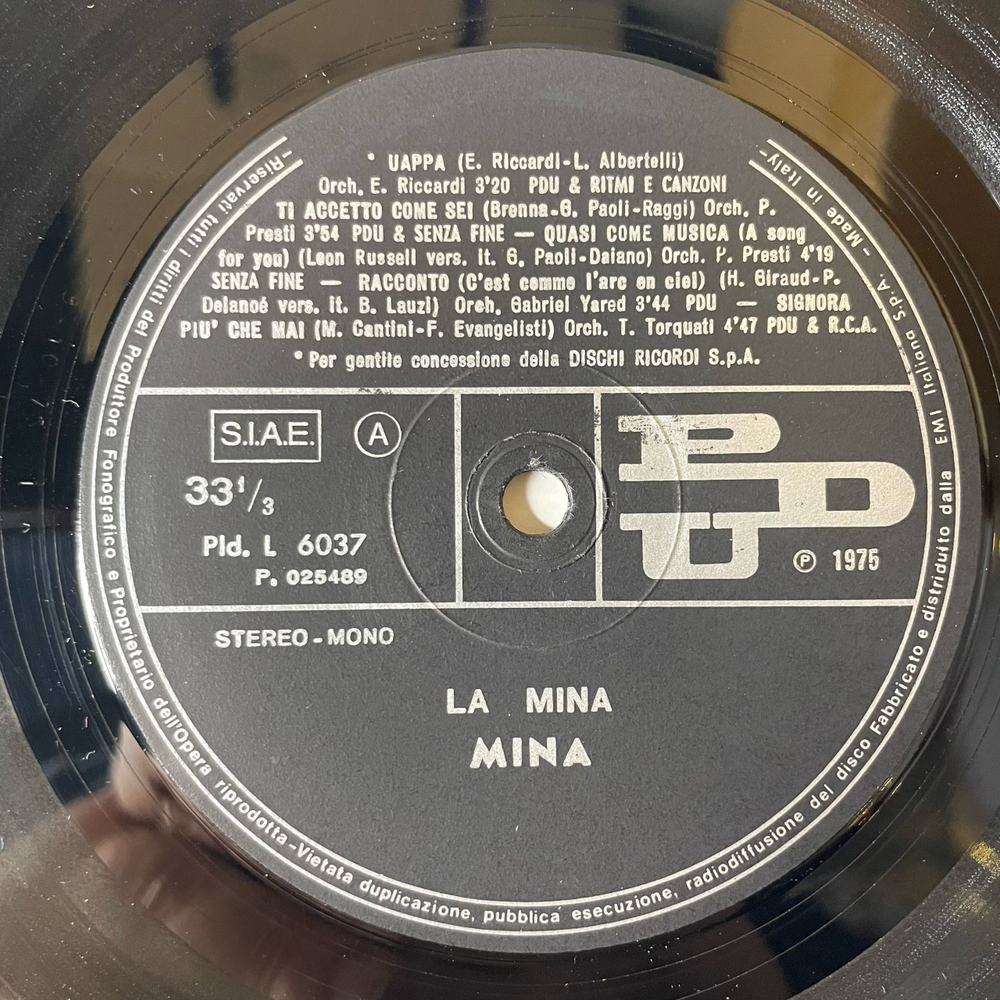 * UAPPA (E. Riccardi-L. Albertelli)
Orch. E. Riccardi 3'20 PDU & RITMI E CANZONI
TI ACCETTO COME SEI (Brenna-G. Paoli-Raggi) Orch. P.
Presti 3'54 PDU & SENZA FINE — QUASI COME MUSICA (A song
for you) (Leon Russell vers. it. G. Paoli-Daiano) Orch. P. Presti 4'19
SENZA FINE — RACCONTO (C'est comme l'arc en ciel) (H. Giraud-P.
Delanoé vers. it. B. Lauzi) Orch. Gabriel Yared 3'44 PDU — SIGNORA
PIU' CHE MAI (M. Cantini-F. Evangelisti) Orch. T. Torquati 4'47 PDU & R.C.A.
* Per gentile concessione della DISCHI RICORDI S.p.A.
S.I.A.E. A
33 1/3
Pld. L 6037
P. 025489
PDU
℗ 1975
STEREO-MONO
LA MINA
MINA
-Riservati tutti i diritti del Produttore Fonografico e Proprietario dell'Opera riprodotta-Vietata duplicazione, pubblica esecuzione, radiodiffusione del disco Fabbricato e distribuito dalla EMI Italiana S.P.A. - Made in Italy-